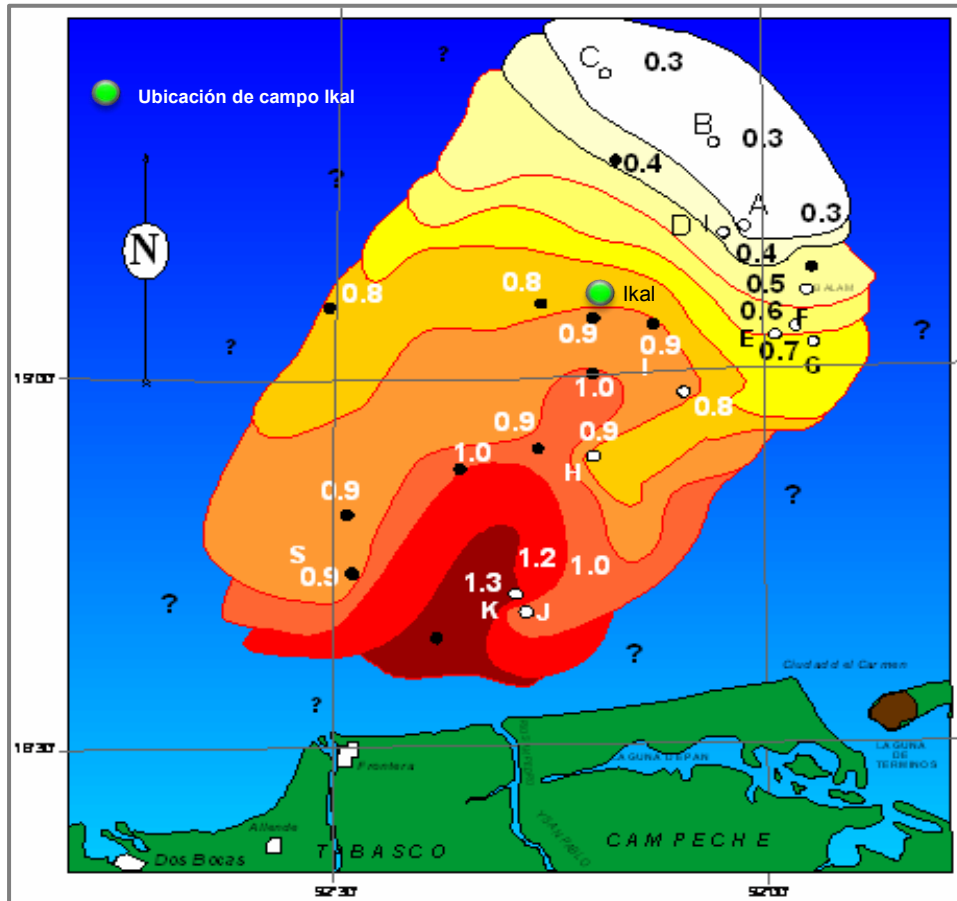 ?
C
0.3
Ubicación de campo Ikal
B
0.3
0.4
?
A
D
0.3
N
0.4
0.5
BALAM
0.8
0.8
Ikal
0.6
F
?
0.9
0.9
E
0.7
G
?
I
19°00'
1.0
0.8
0.9
0.9
1.0
H
0.9
?
S
0.9
1.2
1.0
1.3
K
J
?
?
Ciudad del Carmen
?
18°30'
LAGUNA
DE
TERMINOS
Frontera
Allende
Dos Bocas
TABASCO
CAMPECHE
92°30'
92°00'